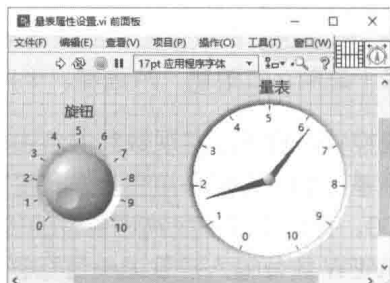 量表属性设置.vi 前面板
文件(F) 编辑(E) 查看(V) 项目(P) 操作(O) 工具(T) 窗口(W)
17pt 应用程序字体
旋钮
0 1 2 3 4 5 6 7 8 9 10
量表
0 1 2 3 4 5 6 7 8 9 10